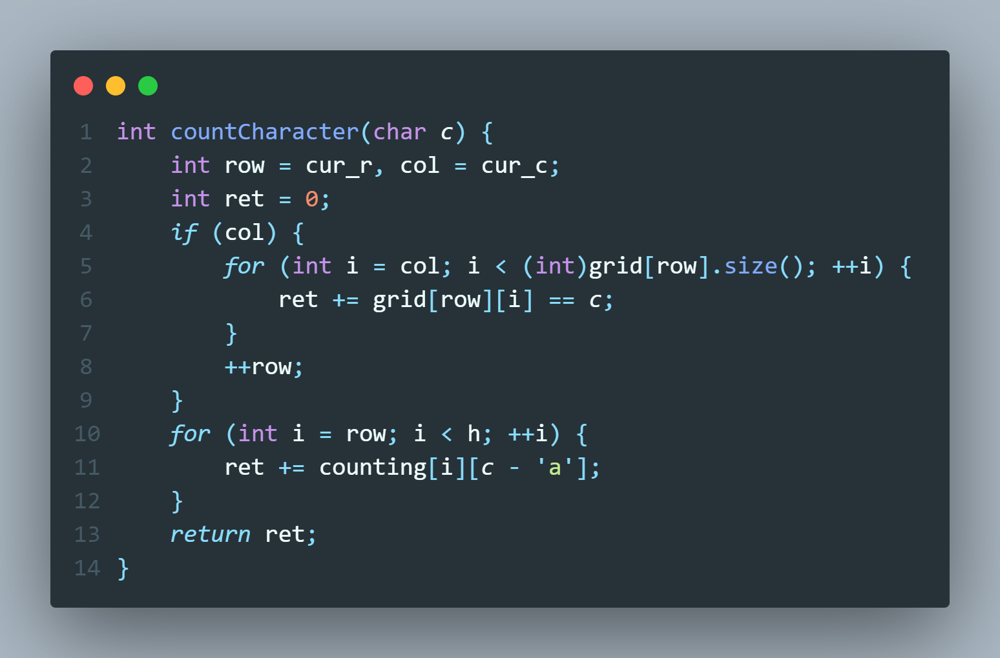 1 int countCharacter(char c) {
2     int row = cur_r, col = cur_c;
3     int ret = 0;
4     if (col) {
5         for (int i = col; i < (int)grid[row].size(); ++i) {
6             ret += grid[row][i] == c;
7         }
8         ++row;
9     }
10     for (int i = row; i < h; ++i) {
11         ret += counting[i][c - 'a'];
12     }
13     return ret;
14 }